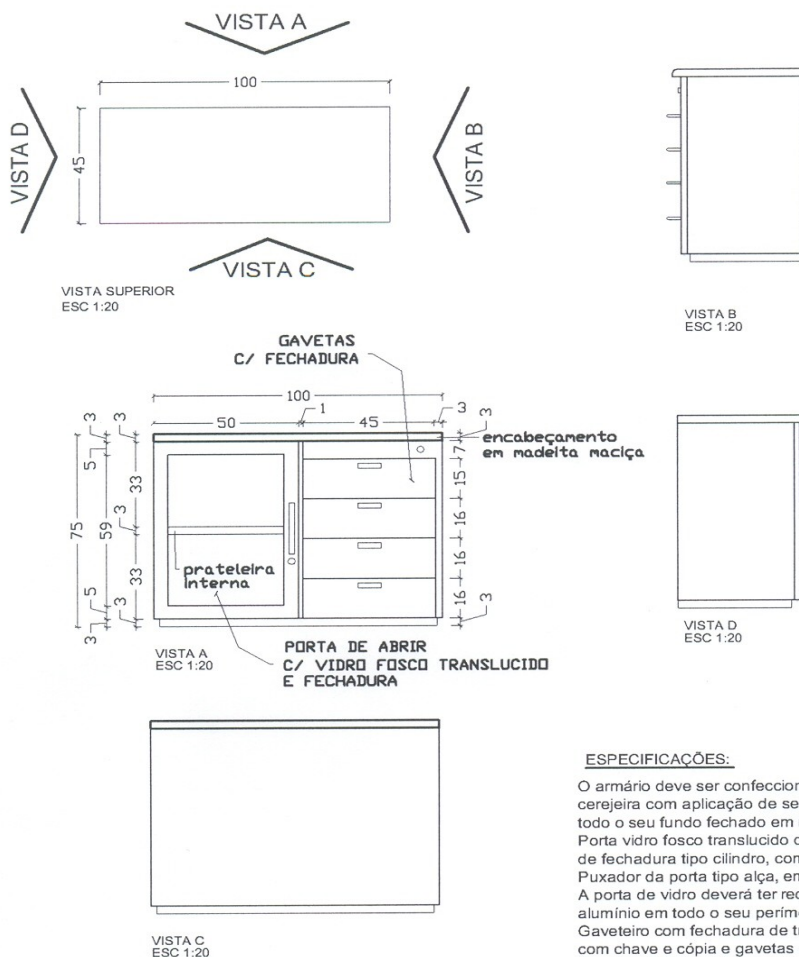 VISTA A
100
VISTA D
45
VISTA B
VISTA C
VISTA SUPERIOR
ESC 1:20
VISTA B
ESC 1:20
GAVETAS
C/ FECHADURA
100
1
3
50
45
3
3
3
encabeçamento
em madeita maciça
7
5
15
33
3
16
75
59
16
prateleira
interna
33
16
5
3
3
3
VISTA A
ESC 1:20
PORTA DE ABRIR
C/ VIDRO FOSCO TRANSLUCIDO
E FECHADURA
VISTA D
ESC 1:20
VISTA C
ESC 1:20
ESPECIFICAÇÕES:
O armário deve ser confeccion
cerejeira com aplicação de se
todo o seu fundo fechado em
Porta vidro fosco translucido
de fechadura tipo cilindro, con
Puxador da porta tipo alça, en
A porta de vidro deverá ter rec
alumínio em todo o seu perím
Gaveteiro com fechadura de
com chave e cópia e gavetas